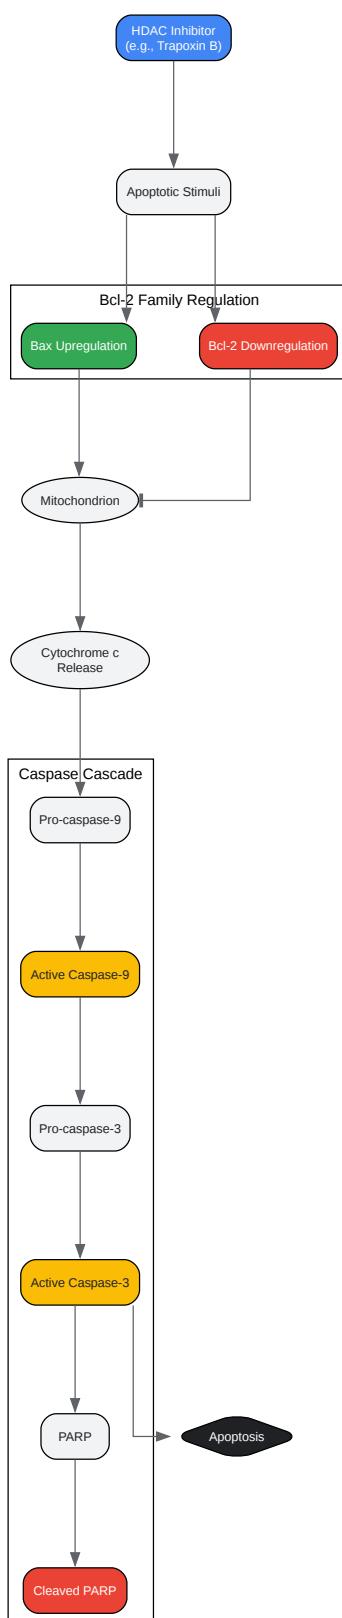 HDAC Inhibitor
(e.g., Trapoxin B)
Apoptotic Stimuli
Bcl-2 Family Regulation
Bax Upregulation
Bcl-2 Downregulation
Mitochondrion
Cytochrome c
Release
Caspase Cascade
Pro-caspase-9
Active Caspase-9
Pro-caspase-3
Active Caspase-3
PARP
Apoptosis
Cleaved PARP